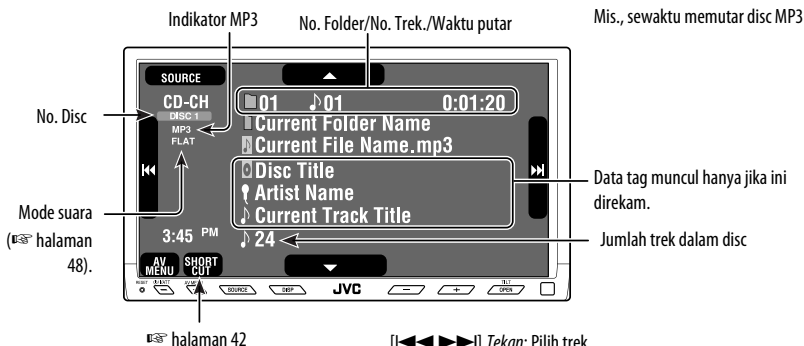 Indikator MP3
No. Folder/No. Trek./Waktu putar
Mis., sewaktu memutar disc MP3
SOURCE
CD-CH
DISC 1
MP3
FLAT
01 ♪01 0:01:20
Current Folder Name
Current File Name.mp3
Disc Title
Artist Name
Current Track Title
24
3:45 PM
AV MENU
SHORT CUT
No. Disc
Mode suara
(☞ halaman
48).
Data tag muncul hanya jika ini
direkam.
Jumlah trek dalam disc
RESET
SOURCE
DISP
JVC
−
+
TILT
OPEN
☞ halaman 42
[|◀◀ ▶▶|] Tekan: Pilih trek